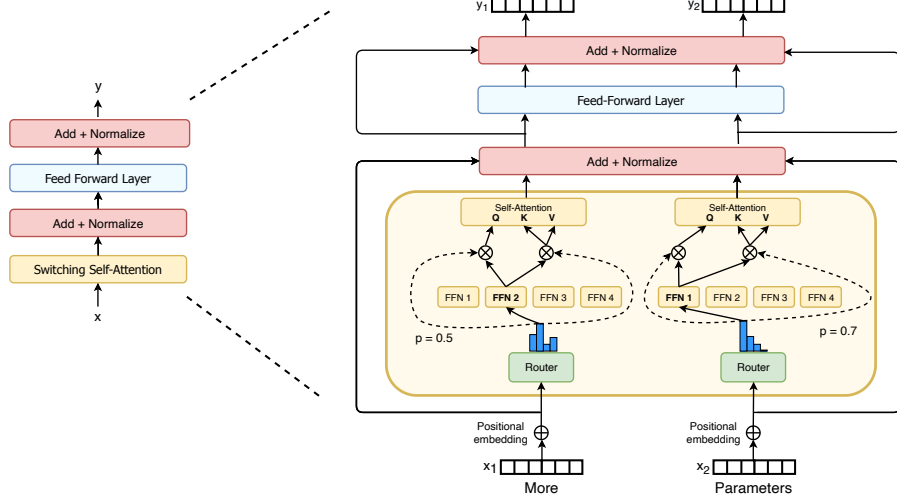 y
Add + Normalize
Feed Forward Layer
Add + Normalize
Switching Self-Attention
x
y1 y2
Add + Normalize
Feed-Forward Layer
Add + Normalize
Self-Attention
Q K V
Self-Attention
Q K V
FFN 1 FFN 2 FFN 3 FFN 4
FFN 1 FFN 2 FFN 3 FFN 4
p = 0.5
p = 0.7
Router
Router
Positional
embedding
Positional
embedding
x1
x2
More
Parameters